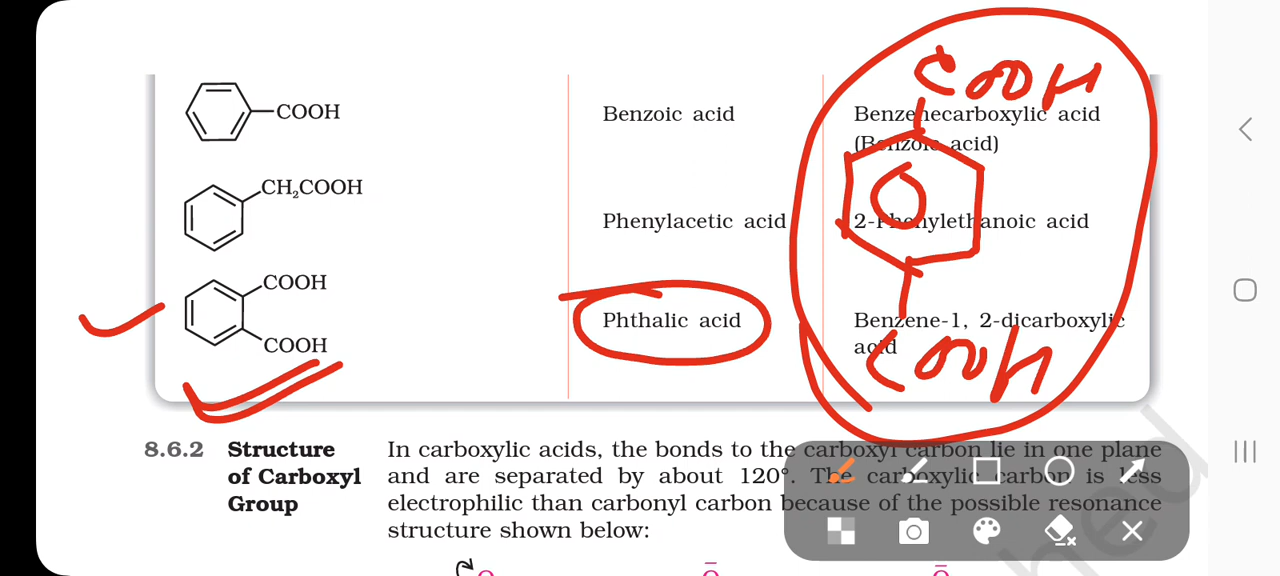 COOH
COOH
Benzoic acid
Benzenecarboxylic acid
(Benzoic acid)
CH₂COOH
Phenylacetic acid
2-Phenylethanoic acid
COOH
Phthalic acid
Benzene-1, 2-dicarboxylic
acid
COOH
COOH
8.6.2 Structure
of Carboxyl
Group
In carboxylic acids, the bonds to the carboxyl carbon lie in one plane
and are separated by about 120°. The carboxylic carbon is less
electrophilic than carbonyl carbon because of the possible resonance
structure shown below: